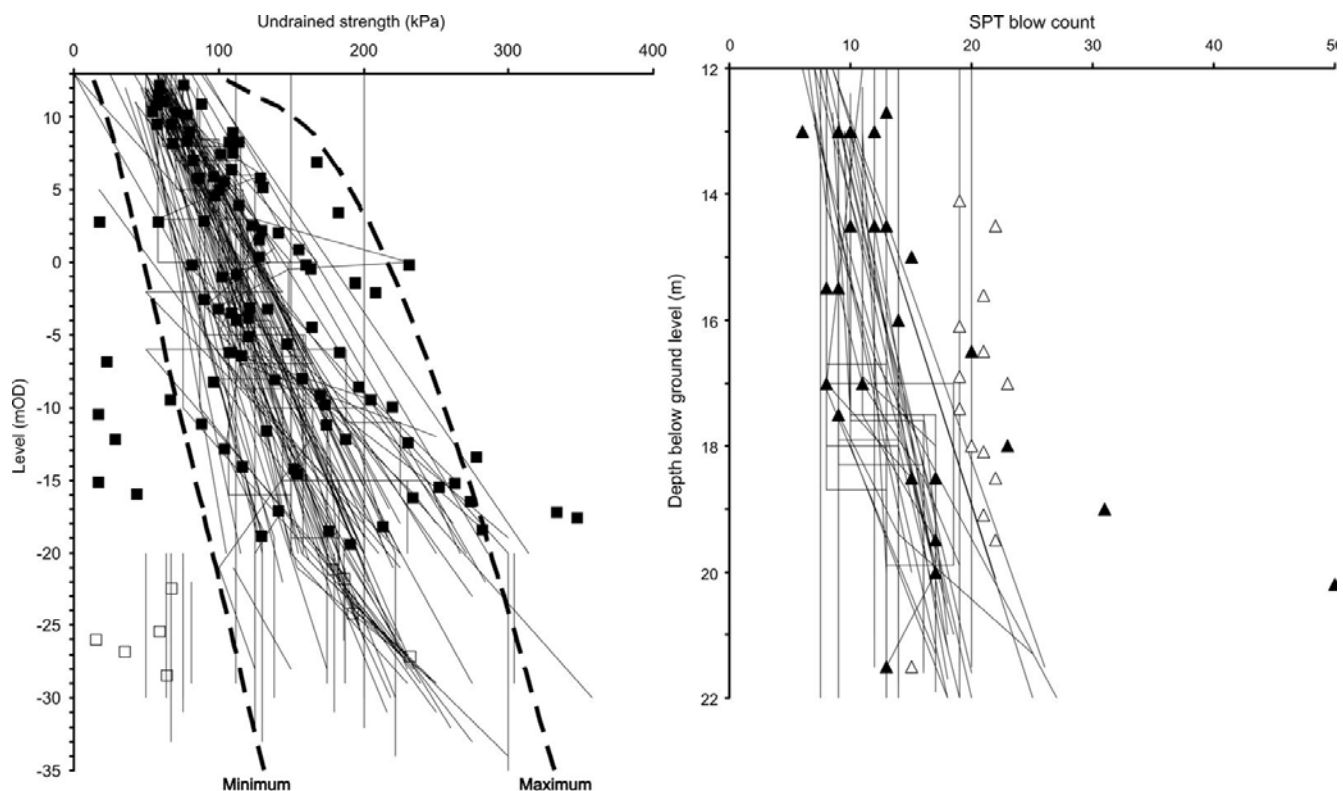 Undrained strength (kPa)
0 100 200 300 400
10
5
0
-5
-10
-15
-20
-25
-30
-35
Level (mOD)
Minimum
Maximum
SPT blow count
0 10 20 30 40 50
12
14
16
18
20
22
Depth below ground level (m)